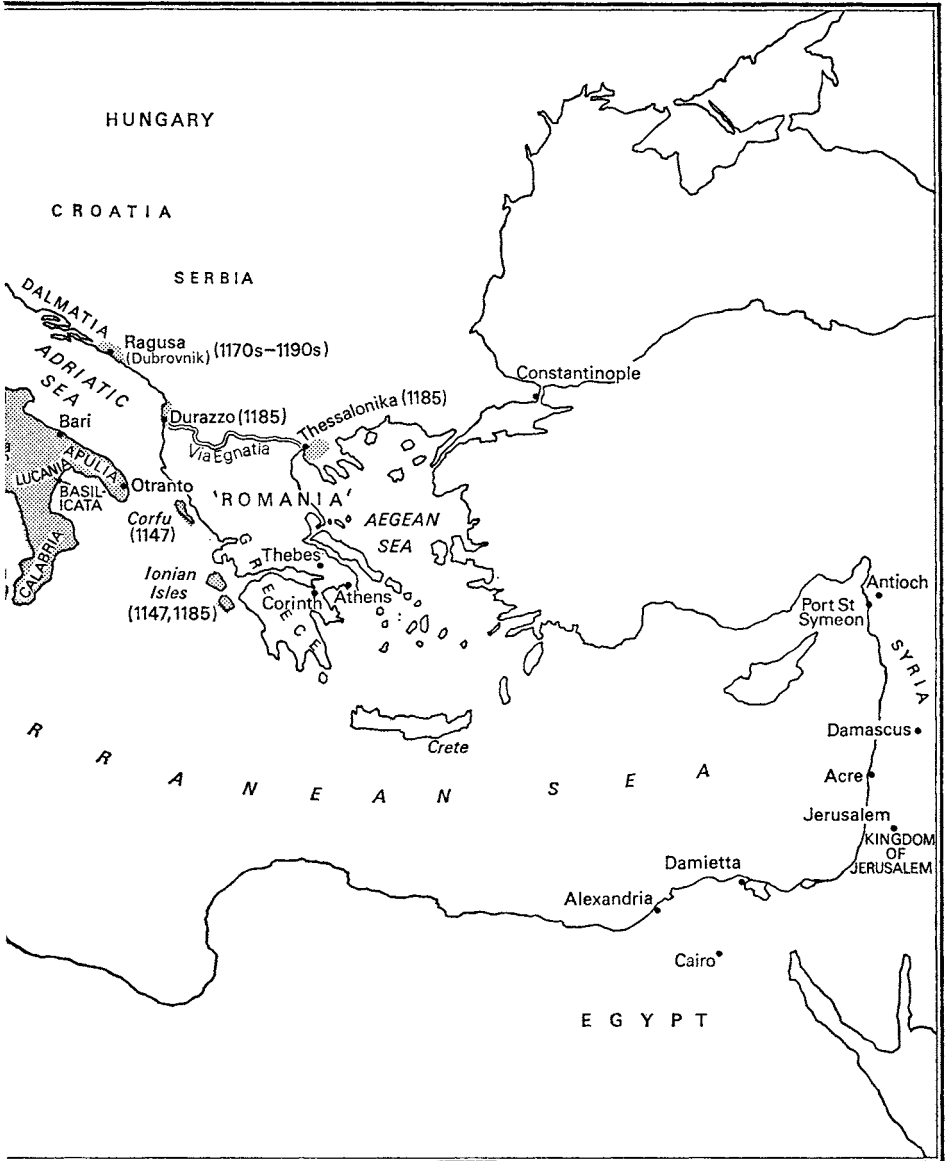 HUNGARY
CROATIA
SERBIA
DALMATIA
Ragusa
(Dubrovnik) (1170s–1190s)
ADRIATIC
SEA
Constantinople
Bari
Durazzo (1185)
Thessalonika (1185)
Via Egnatia
APULIA
LUCANIA
BASIL-
ICATA
Otranto
'ROMANIA'
Corfu
(1147)
AEGEAN
SEA
CALABRIA
GREECE
Thebes
Ionian
Isles
(1147, 1185)
Corinth
Athens
Antioch
Port St
Symeon
SYRIA
Crete
Damascus
RRANEAN SEA
Acre
Jerusalem
KINGDOM
OF
JERUSALEM
Damietta
Alexandria
Cairo
EGYPT